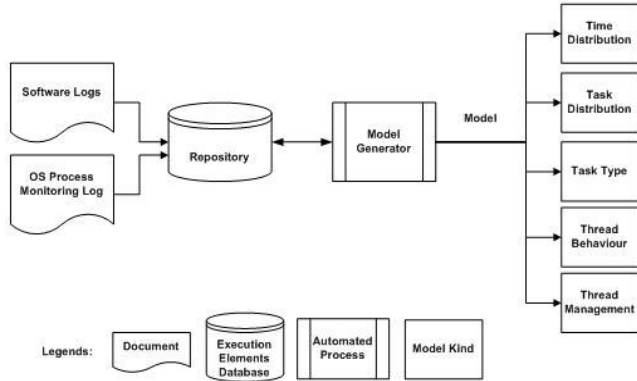 Software Logs
OS Process
Monitoring Log
Repository
Model
Generator
Model
Time
Distribution
Task
Distribution
Task Type
Thread
Behaviour
Thread
Management
Legends:
Document
Execution
Elements
Database
Automated
Process
Model Kind